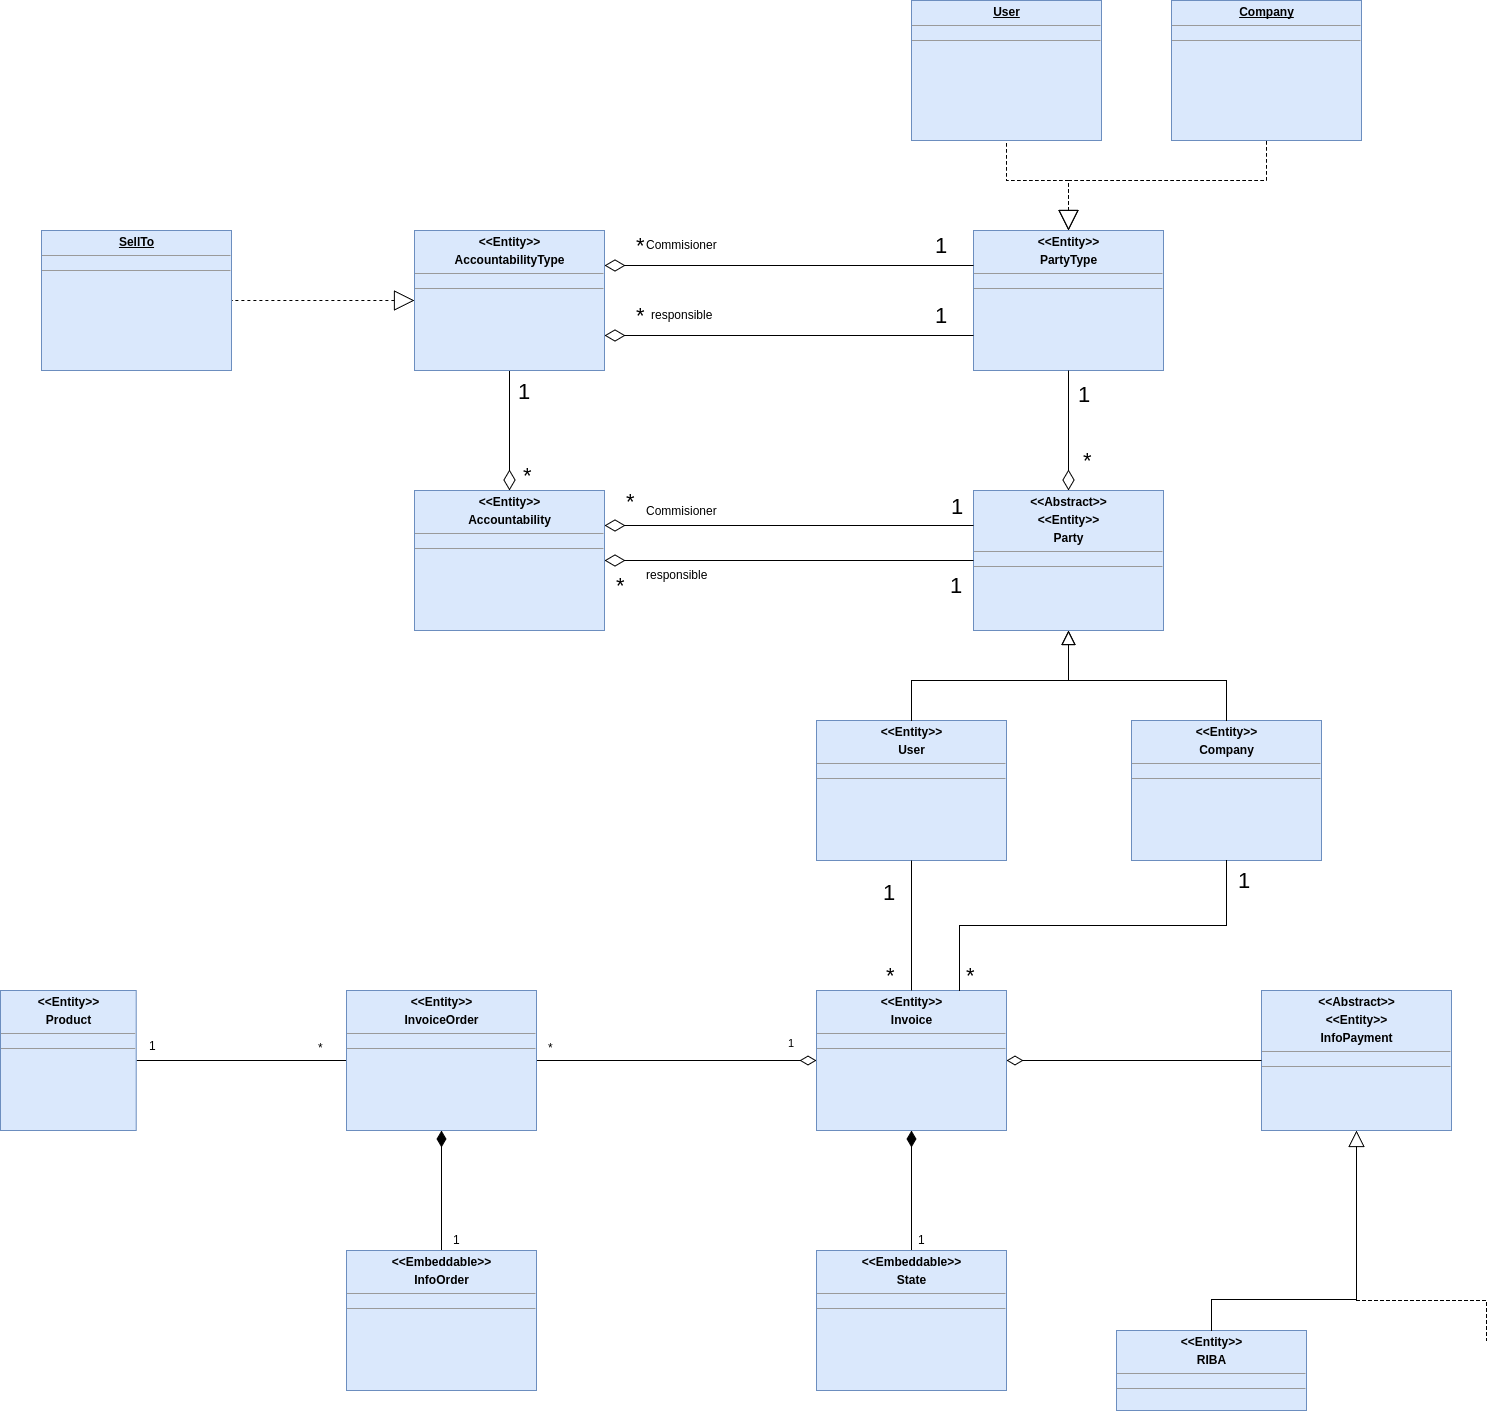 User
Company
SellTo
<<Entity>>
AccountabilityType
* Commisioner
1
<<Entity>>
PartyType
* responsible
1
1
1
*
*
<<Entity>>
Accountability
*
Commisioner
1
<<Abstract>>
<<Entity>>
Party
*
responsible
1
<<Entity>>
User
<<Entity>>
Company
1
1
*
*
<<Entity>>
Product
1
*
<<Entity>>
InvoiceOrder
*
1
<<Entity>>
Invoice
<<Abstract>>
<<Entity>>
InfoPayment
1
1
<<Embeddable>>
InfoOrder
<<Embeddable>>
State
<<Entity>>
RIBA